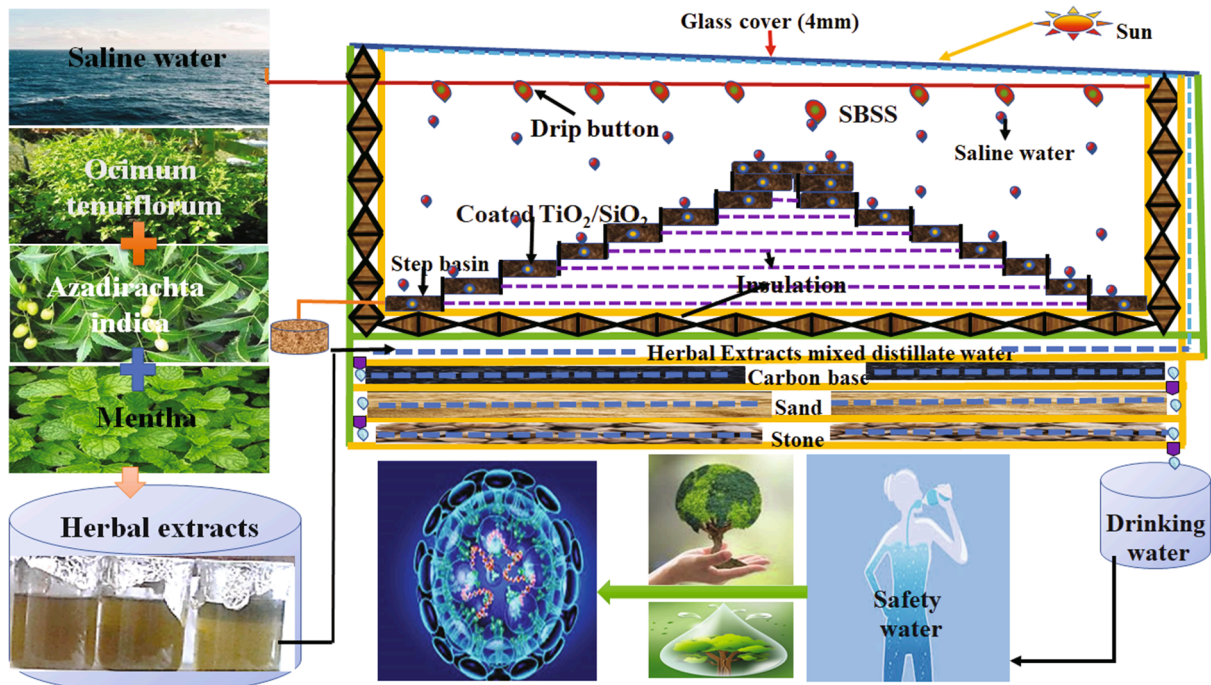 Saline water
Ocimum
tenuiflorum
Azadirachta
indica
Mentha
Herbal extracts
Glass cover (4mm)
Sun
Drip button
SBSS
Saline water
Coated TiO₂/SiO₂
Step basin
Insulation
Herbal Extracts mixed distillate water
Carbon base
Sand
Stone
Drinking
water
Safety
water